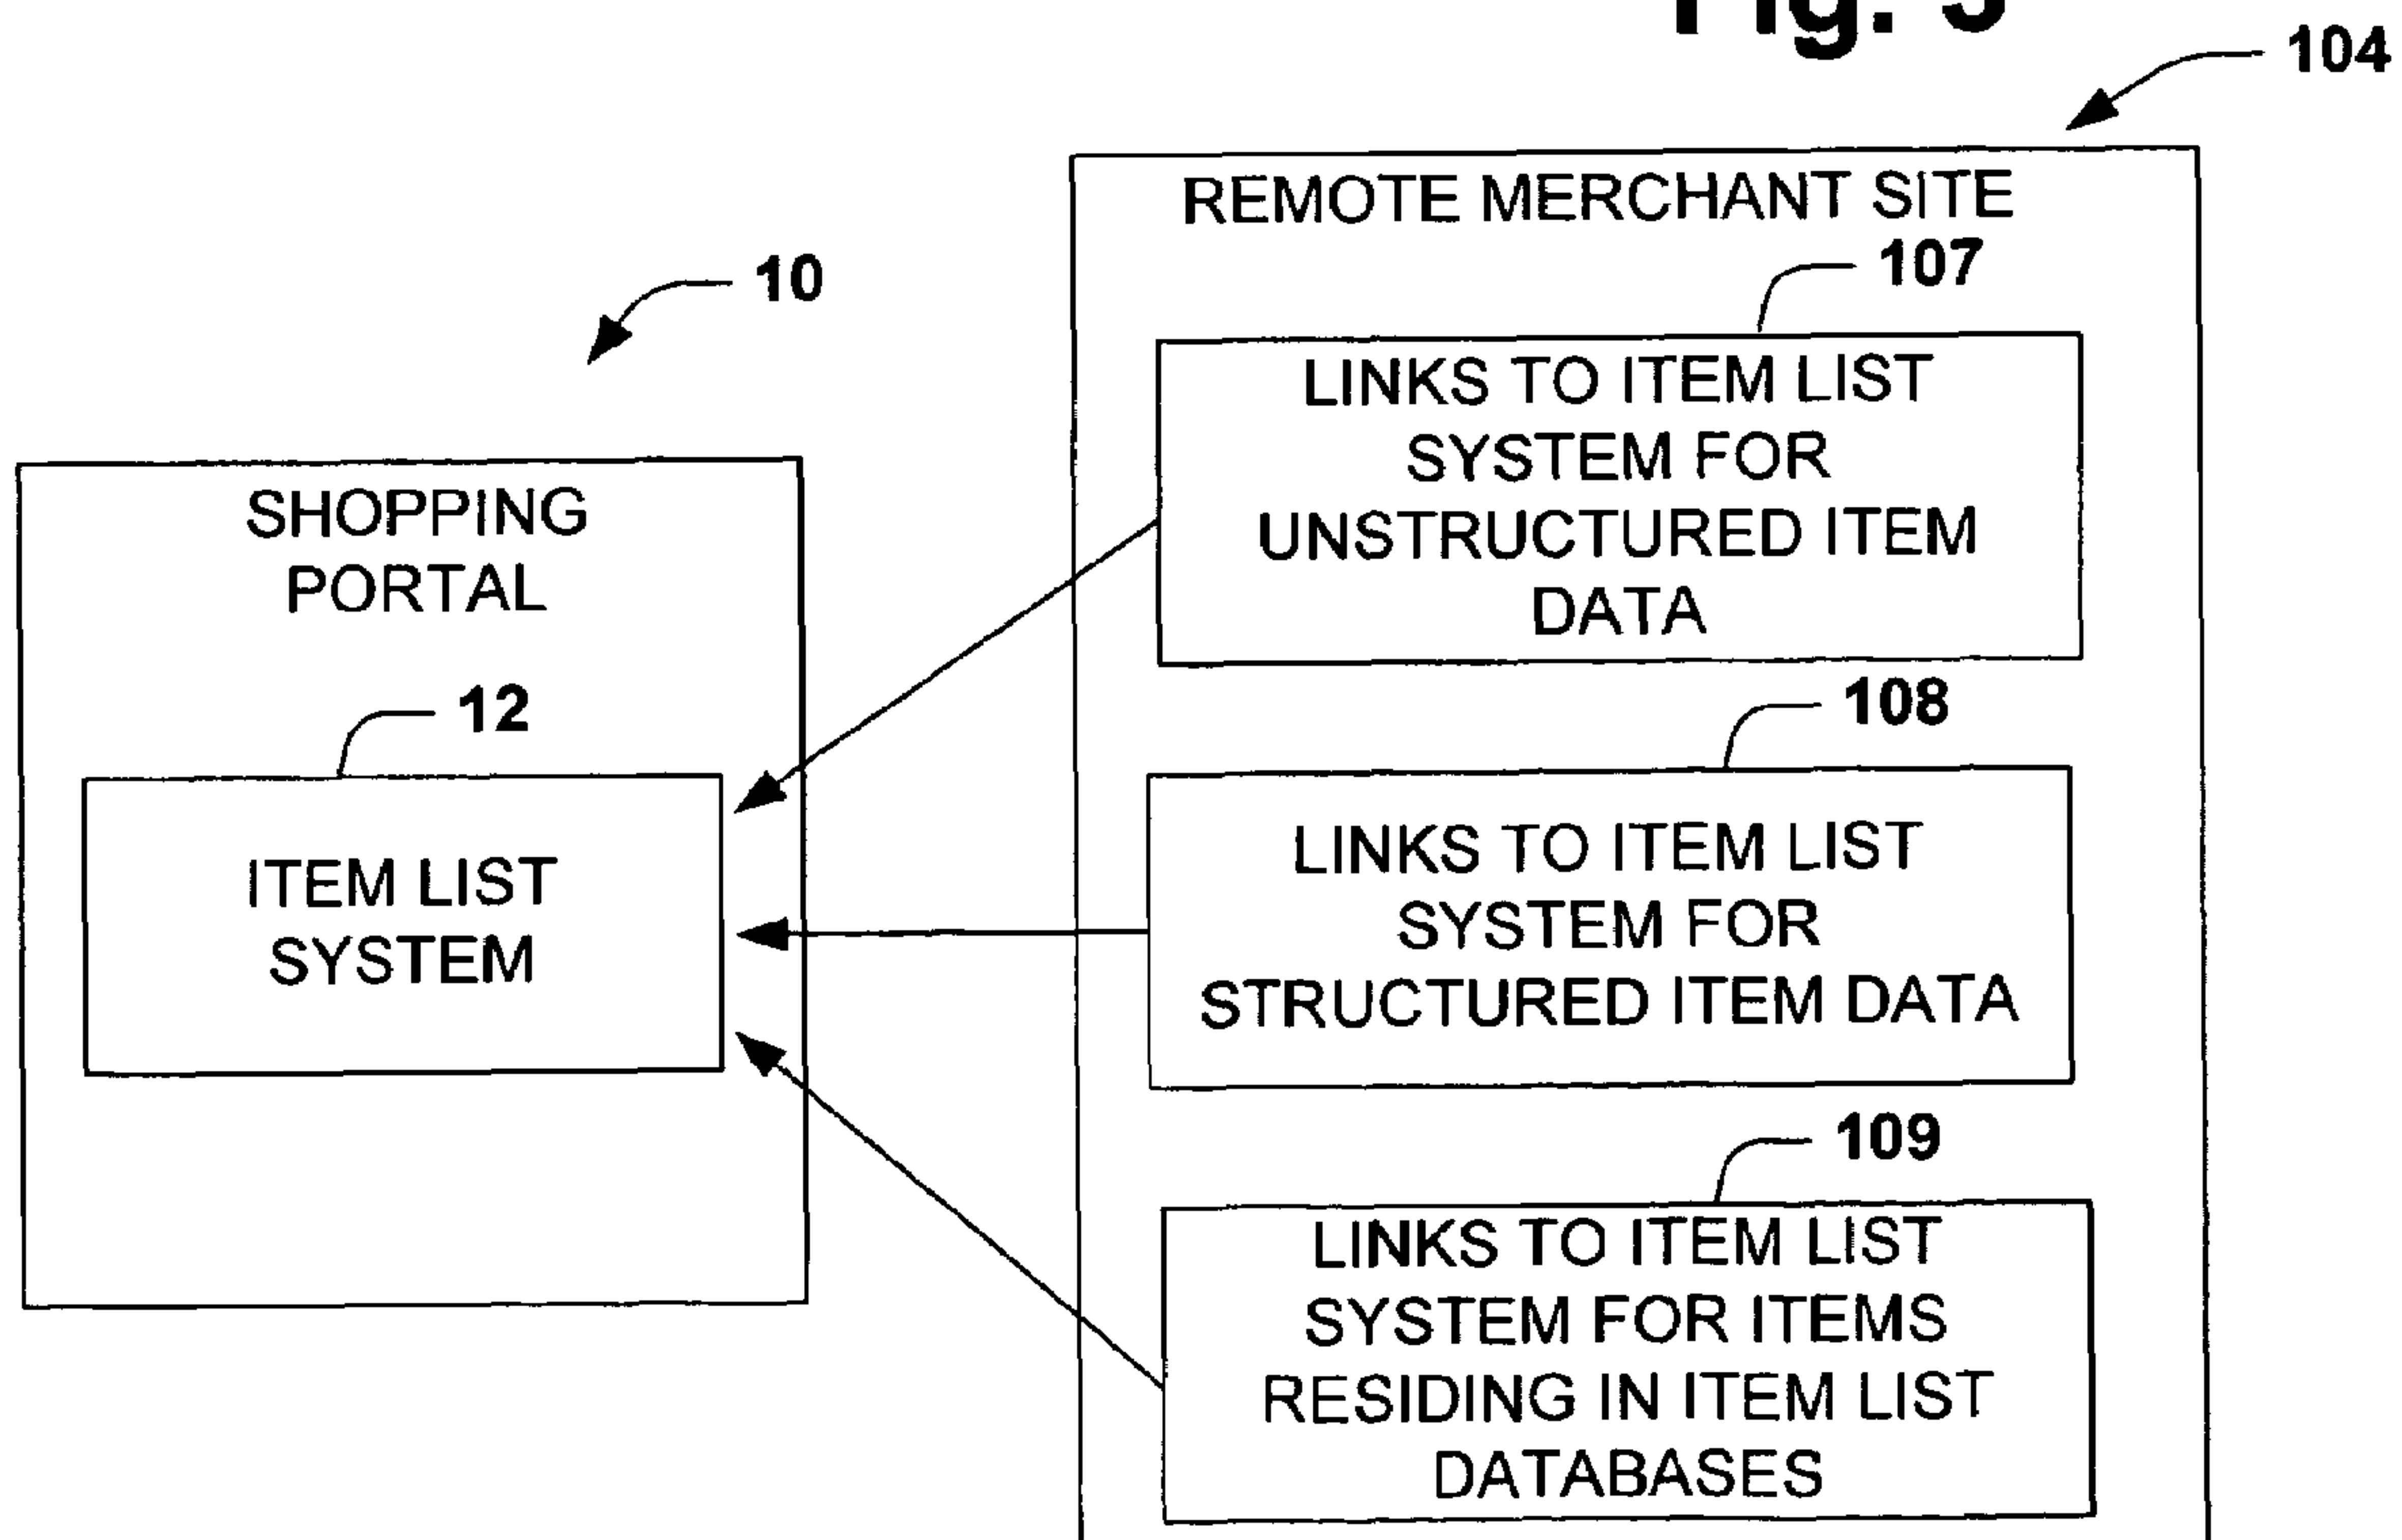 104
REMOTE MERCHANT SITE
107
10
LINKS TO ITEM LIST
SYSTEM FOR
UNSTRUCTURED ITEM
DATA
SHOPPING
PORTAL
12
108
ITEM LIST
SYSTEM
LINKS TO ITEM LIST
SYSTEM FOR
STRUCTURED ITEM DATA
109
LINKS TO ITEM LIST
SYSTEM FOR ITEMS
RESIDING IN ITEM LIST
DATABASES